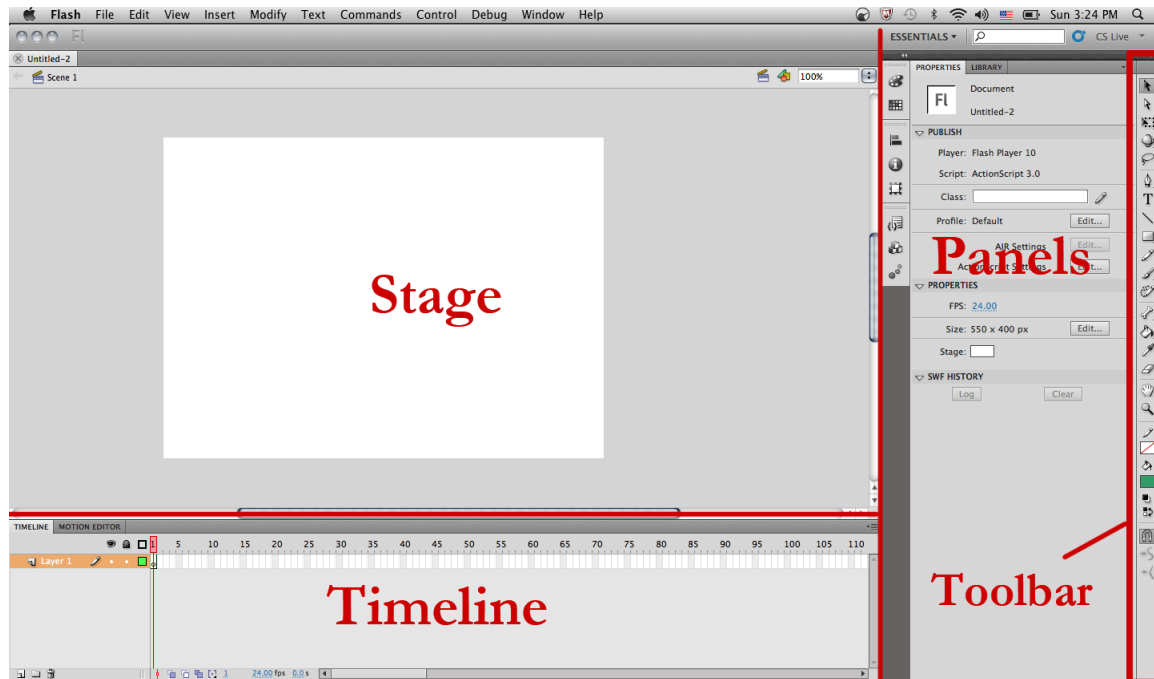 Flash File Edit View Insert Modify Text Commands Control Debug Window Help Sun 3:24 PM
Fl ESSENTIALS CS Live
Untitled-2
Scene 1 100%
PROPERTIES LIBRARY
Fl
Document
Untitled-2
PUBLISH
Player: Flash Player 10
Script: ActionScript 3.0
Class:
Profile: Default Edit...
AIR Settings Edit...
ActionScript Settings Edit...
Panels
PROPERTIES
FPS: 24.00
Size: 550 x 400 px Edit...
Stage:
SWF HISTORY
Log Clear
T
Stage
Toolbar
TIMELINE MOTION EDITOR
1 5 10 15 20 25 30 35 40 45 50 55 60 65 70 75 80 85 90 95 100 105 110
Layer 1
Timeline
1 24.00 fps 0.0 s